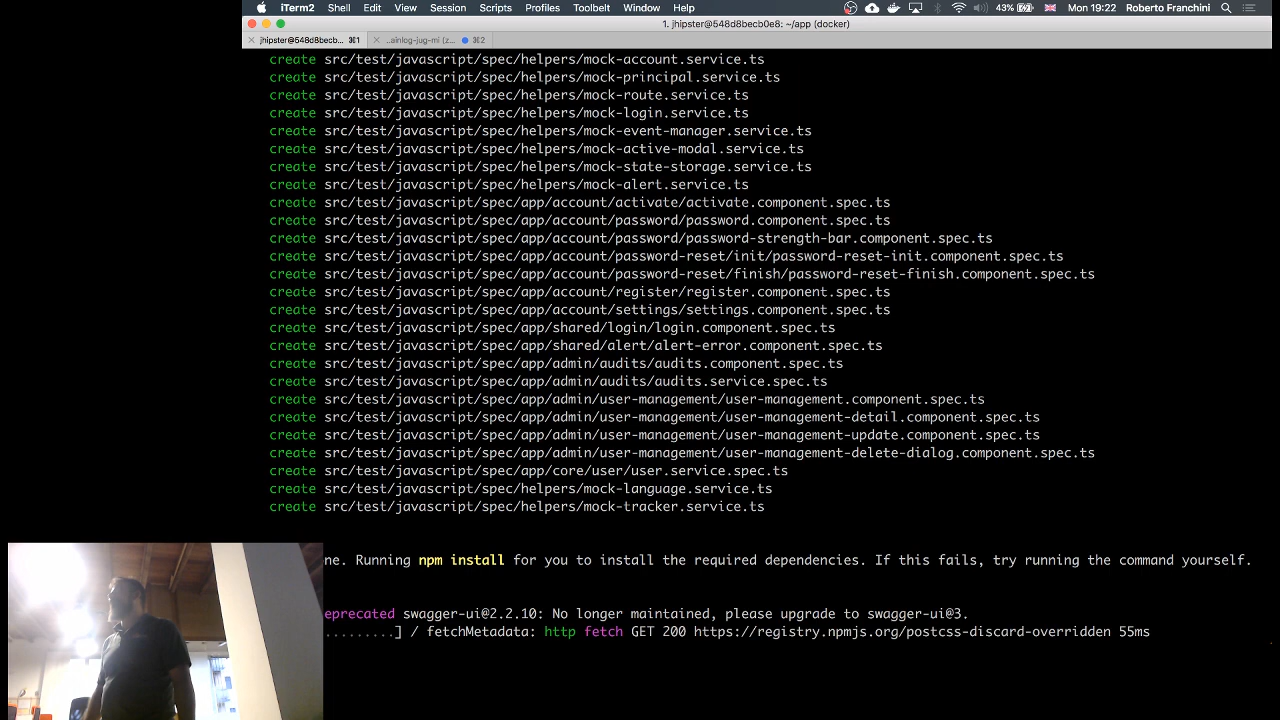 iTerm2 Shell Edit View Session Scripts Profiles Toolbelt Window Help 43% Mon 19:22 Roberto Franchini
1. jhipster@548d8becb0e8: ~/app (docker)
jhipster@548d8becb... ⌘1 ..ainlog-jug-mi (z... ⌘2
create src/test/javascript/spec/helpers/mock-account.service.ts
create src/test/javascript/spec/helpers/mock-principal.service.ts
create src/test/javascript/spec/helpers/mock-route.service.ts
create src/test/javascript/spec/helpers/mock-login.service.ts
create src/test/javascript/spec/helpers/mock-event-manager.service.ts
create src/test/javascript/spec/helpers/mock-active-modal.service.ts
create src/test/javascript/spec/helpers/mock-state-storage.service.ts
create src/test/javascript/spec/helpers/mock-alert.service.ts
create src/test/javascript/spec/app/account/activate/activate.component.spec.ts
create src/test/javascript/spec/app/account/password/password.component.spec.ts
create src/test/javascript/spec/app/account/password/password-strength-bar.component.spec.ts
create src/test/javascript/spec/app/account/password-reset/init/password-reset-init.component.spec.ts
create src/test/javascript/spec/app/account/password-reset/finish/password-reset-finish.component.spec.ts
create src/test/javascript/spec/app/account/register/register.component.spec.ts
create src/test/javascript/spec/app/account/settings/settings.component.spec.ts
create src/test/javascript/spec/app/shared/login/login.component.spec.ts
create src/test/javascript/spec/app/shared/alert/alert-error.component.spec.ts
create src/test/javascript/spec/app/admin/audits/audits.component.spec.ts
create src/test/javascript/spec/app/admin/audits/audits.service.spec.ts
create src/test/javascript/spec/app/admin/user-management/user-management.component.spec.ts
create src/test/javascript/spec/app/admin/user-management/user-management-detail.component.spec.ts
create src/test/javascript/spec/app/admin/user-management/user-management-update.component.spec.ts
create src/test/javascript/spec/app/admin/user-management/user-management-delete-dialog.component.spec.ts
create src/test/javascript/spec/app/core/user/user.service.spec.ts
create src/test/javascript/spec/helpers/mock-language.service.ts
create src/test/javascript/spec/helpers/mock-tracker.service.ts
ne. Running npm install for you to install the required dependencies. If this fails, try running the command yourself.
eprecated swagger-ui@2.2.10: No longer maintained, please upgrade to swagger-ui@3.
.........] / fetchMetadata: http fetch GET 200 https://registry.npmjs.org/postcss-discard-overridden 55ms